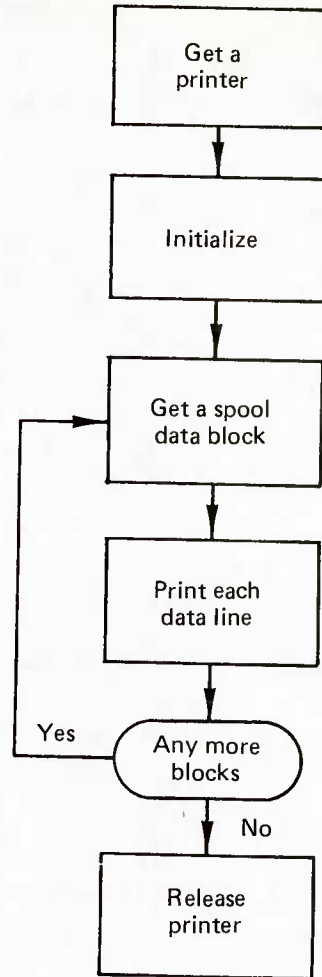 Get a
printer
Initialize
Get a spool
data block
Print each
data line
Yes
Any more
blocks
No
Release
printer